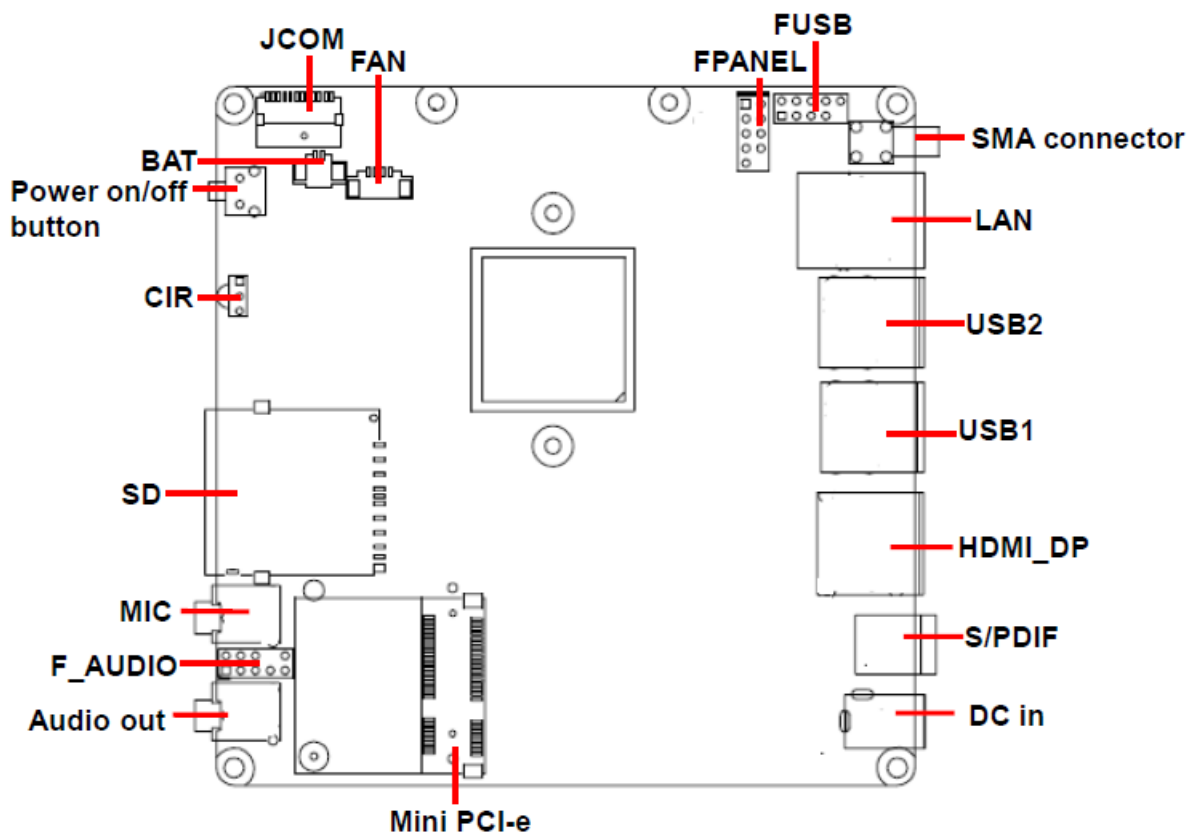 FUSB
JCOM
FAN
FPANEL
SMA connector
BAT
Power on/off
button
LAN
CIR
USB2
USB1
SD
HDMI_DP
MIC
S/PDIF
F_AUDIO
Audio out
DC in
Mini PCI-e